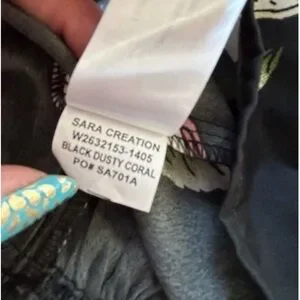 SARA CREATION
W2632153-1405
BLACK DUSTY CORAL
PO# SA701A